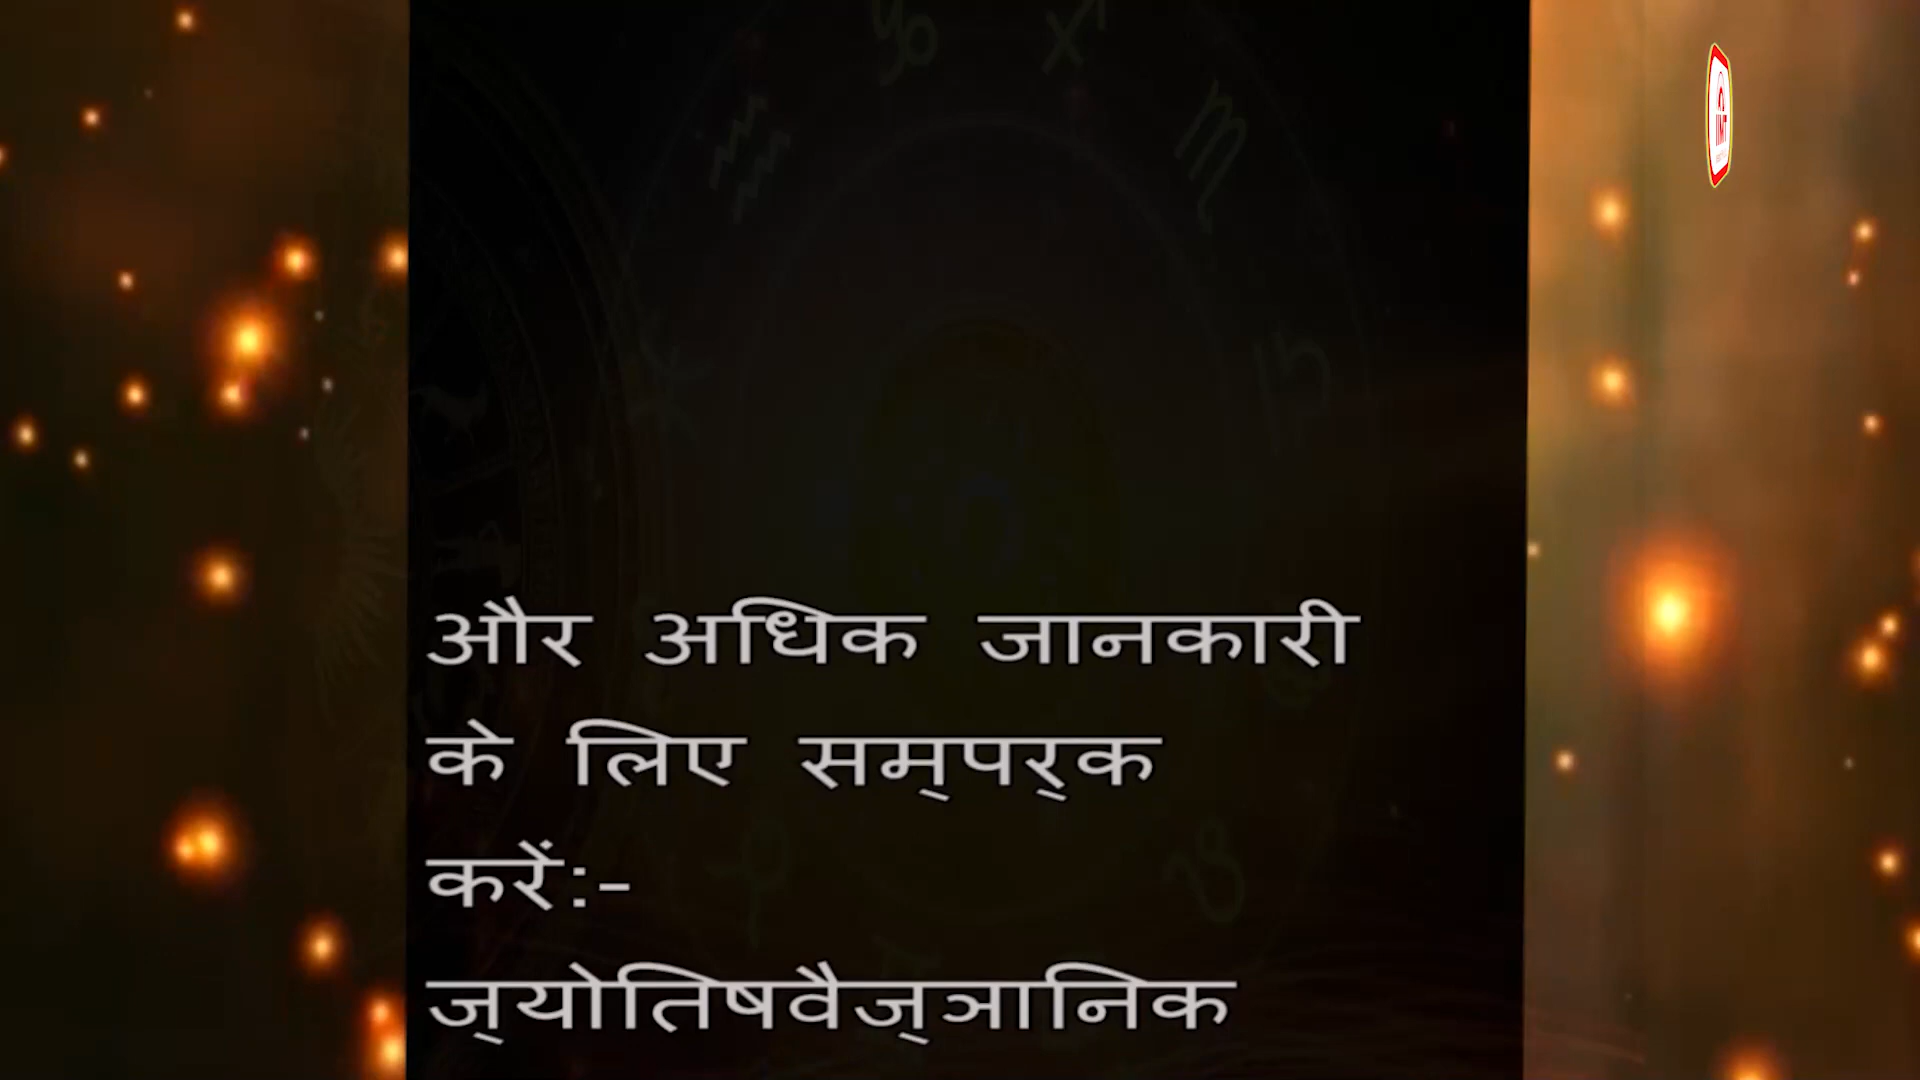 और अधिक जानकारी
के लिए सम्‌पर्‌क
करें:-
ज्‌योतिषवैज्‌ञानिक